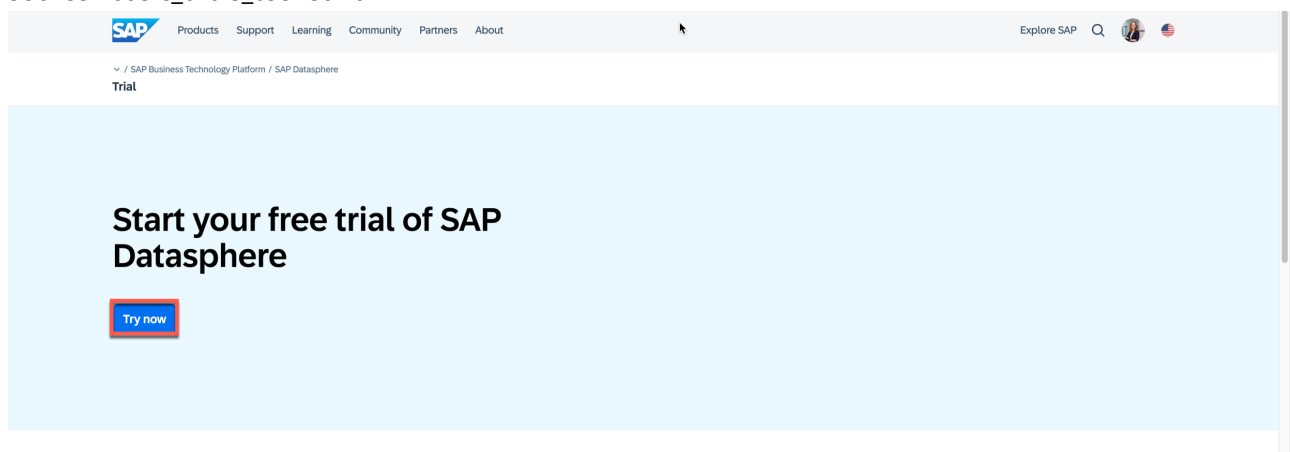 SAP Products Support Learning Community Partners About Explore SAP
/ SAP Business Technology Platform / SAP Datasphere
Trial
Start your free trial of SAP
Datasphere
Try now